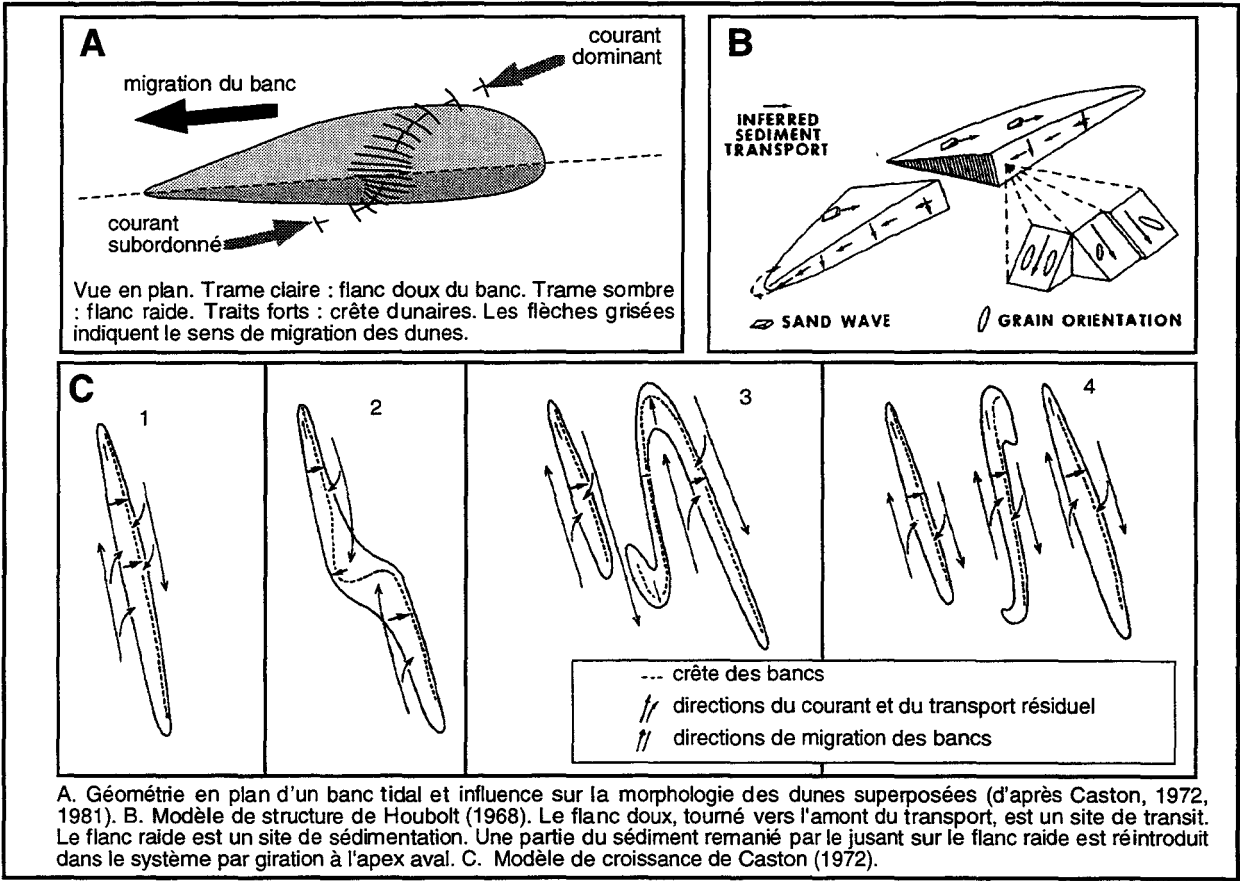 A
courant
dominant
migration du banc
courant
subordonné
Vue en plan. Trame claire : flanc doux du banc. Trame sombre
: flanc raide. Traits forts : crête dunaires. Les flèches grisées
indiquent le sens de migration des dunes.
B
INFERRED
SEDIMENT
TRANSPORT
SAND WAVE
GRAIN ORIENTATION
C
1
2
3
4
crête des bancs
directions du courant et du transport résiduel
directions de migration des bancs
A. Géométrie en plan d'un banc tidal et influence sur la morphologie des dunes superposées (d'après Caston, 1972,
1981). B. Modèle de structure de Houbolt (1968). Le flanc doux, tourné vers l'amont du transport, est un site de transit.
Le flanc raide est un site de sédimentation. Une partie du sédiment remanié par le jusant sur le flanc raide est réintroduit
dans le système par giration à l'apex aval. C. Modèle de croissance de Caston (1972).